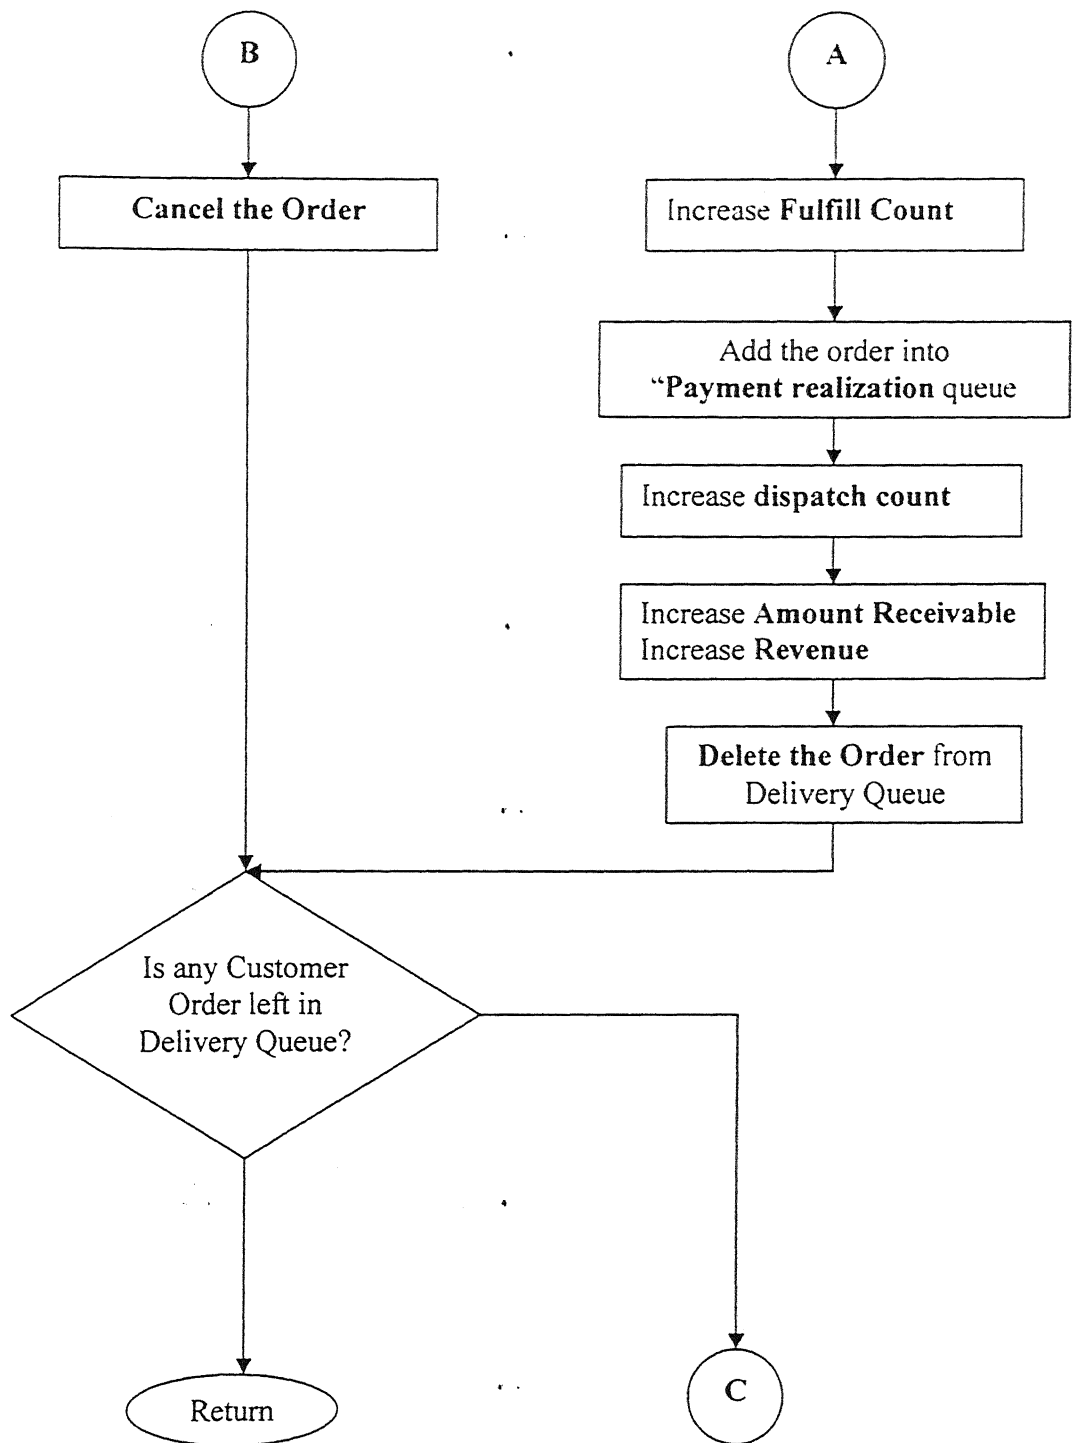 B
A
Cancel the Order
Increase Fulfill Count
Add the order into
“Payment realization queue
Increase dispatch count
Increase Amount Receivable
Increase Revenue
Delete the Order from
Delivery Queue
Is any Customer
Order left in
Delivery Queue?
Return
C